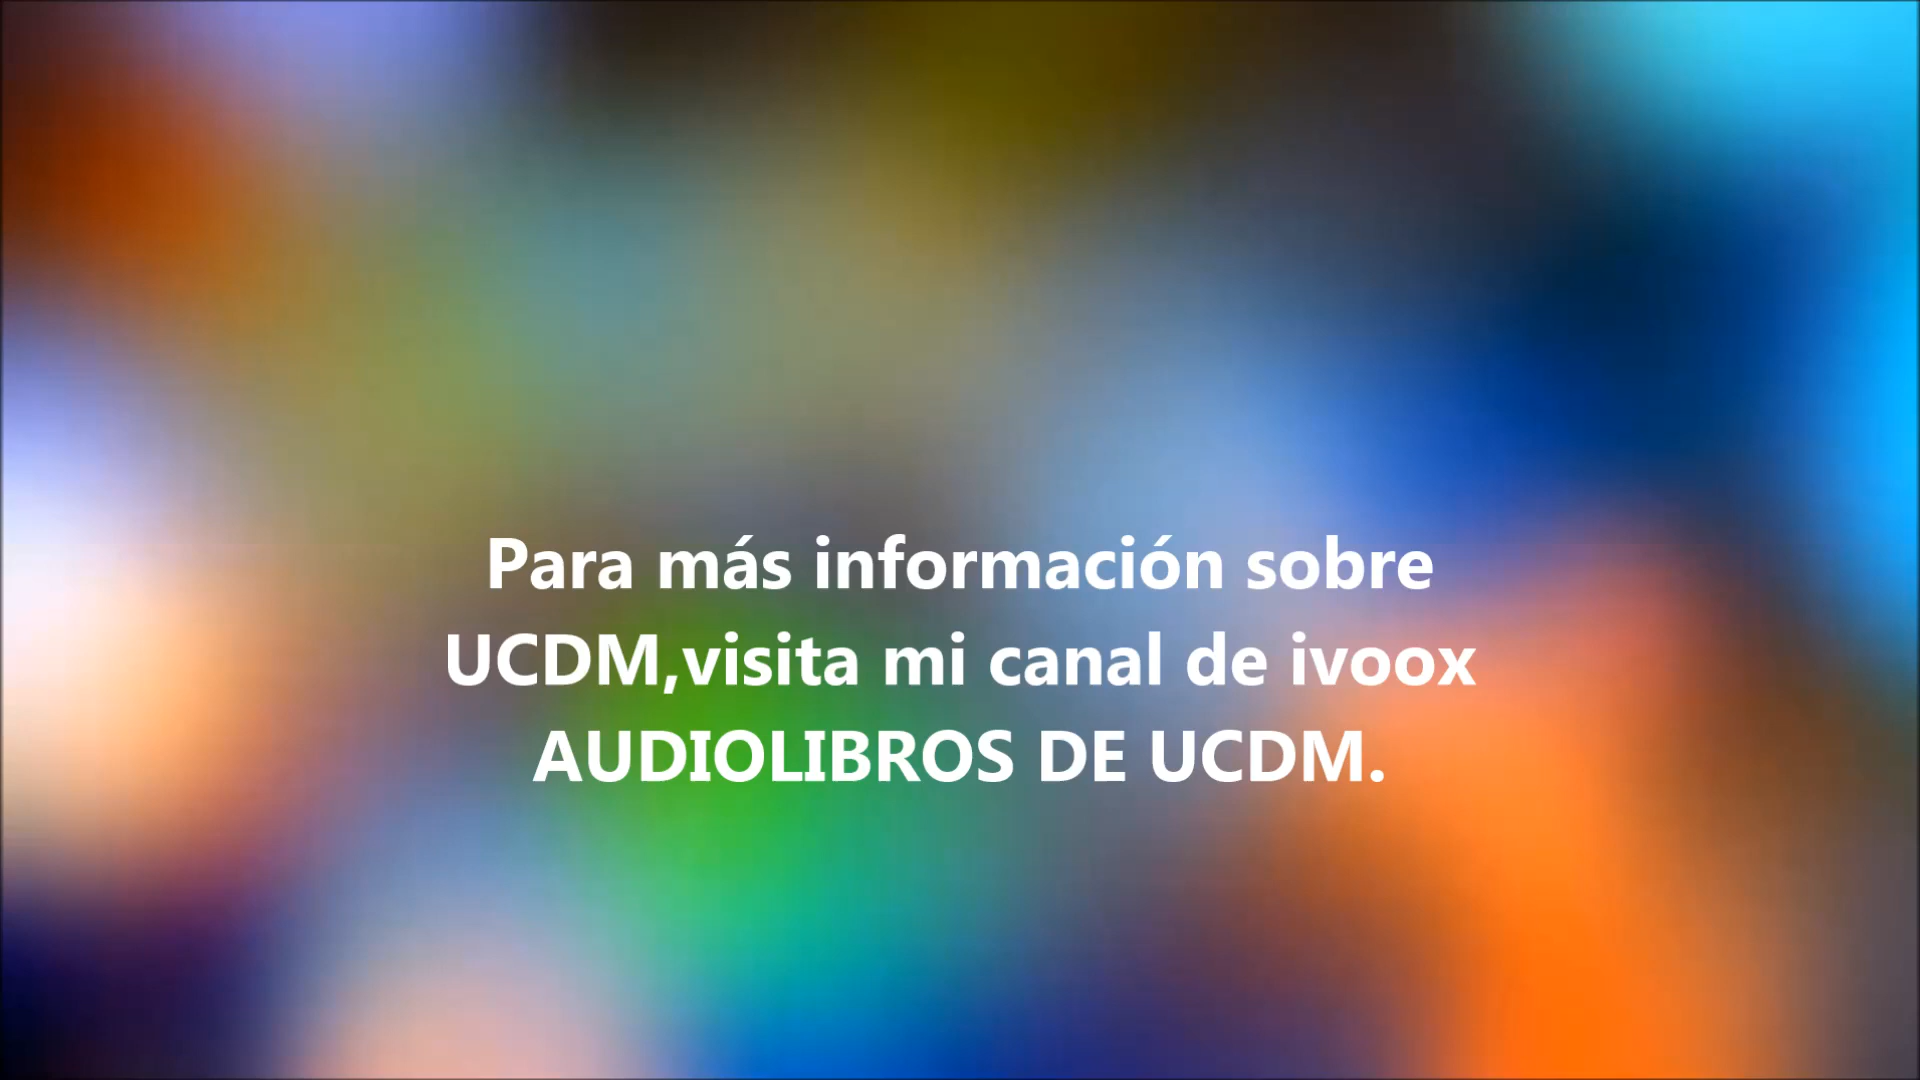 Para más información sobre
UCDM,visita mi canal de ivoox
AUDIOLIBROS DE UCDM.